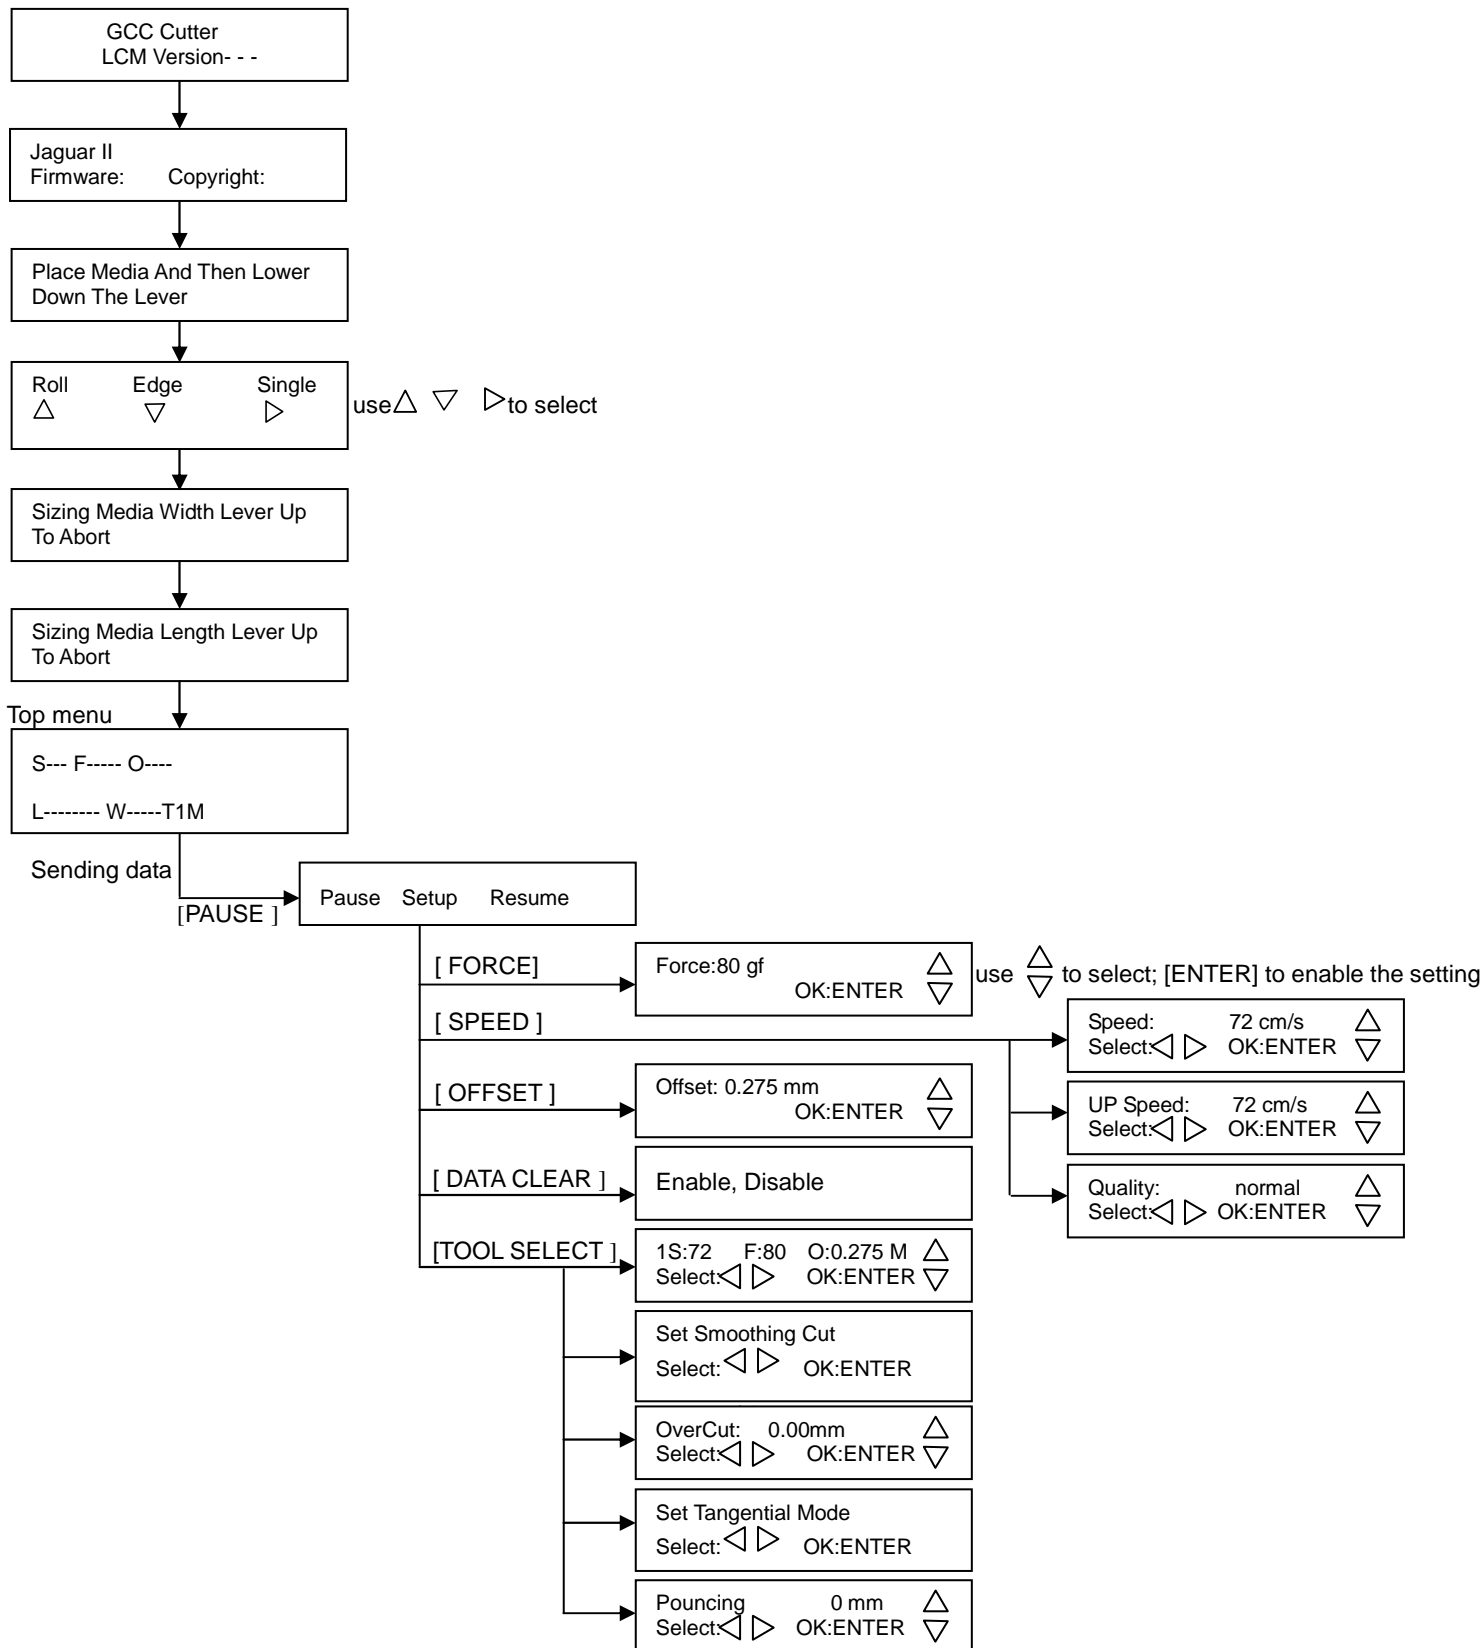 GCC Cutter
LCM Version- - -
Jaguar II
Firmware: Copyright:
Place Media And Then Lower
Down The Lever
Roll Edge Single
△ ▽ ▷
use △ ▽ ▷ to select
Sizing Media Width Lever Up
To Abort
Sizing Media Length Lever Up
To Abort
Top menu
S--- F----- O----
L-------- W-----T1M
Sending data
[PAUSE ]
Pause Setup Resume
[ FORCE]
Force:80 gf △
OK:ENTER ▽
use △ ▽ to select; [ENTER] to enable the setting
[ SPEED ]
Speed: 72 cm/s △
Select:◁ ▷ OK:ENTER ▽
UP Speed: 72 cm/s △
Select:◁ ▷ OK:ENTER ▽
Quality: normal △
Select:◁ ▷ OK:ENTER ▽
[ OFFSET ]
Offset: 0.275 mm △
OK:ENTER ▽
[ DATA CLEAR ]
Enable, Disable
[TOOL SELECT ]
1S:72 F:80 O:0.275 M △
Select:◁ ▷ OK:ENTER ▽
Set Smoothing Cut
Select: ◁ ▷ OK:ENTER
OverCut: 0.00mm △
Select:◁ ▷ OK:ENTER ▽
Set Tangential Mode
Select: ◁ ▷ OK:ENTER
Pouncing 0 mm △
Select:◁ ▷ OK:ENTER ▽